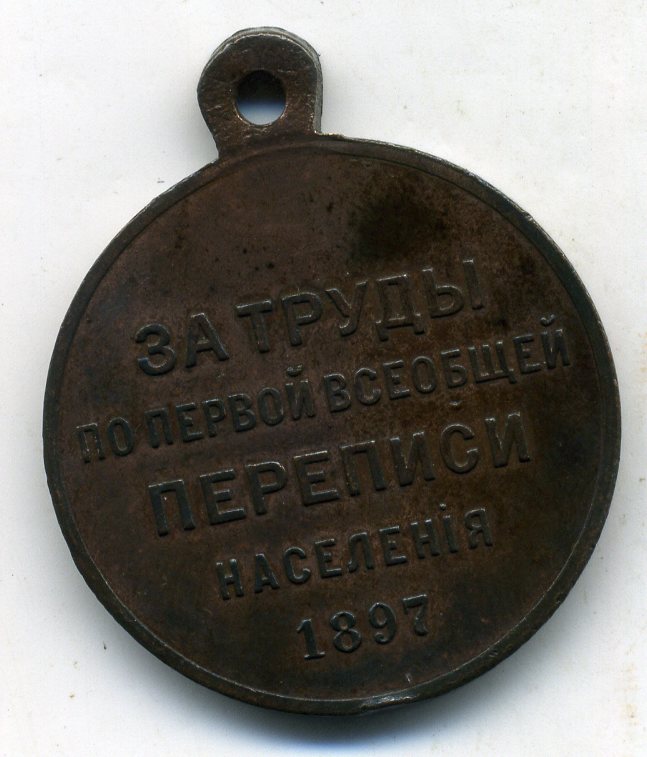 ЗА ТРУДЫ
ПО ПЕРВОЙ ВСЕОБЩЕЙ
ПЕРЕПИСИ
НАСЕЛЕНІЯ
1897